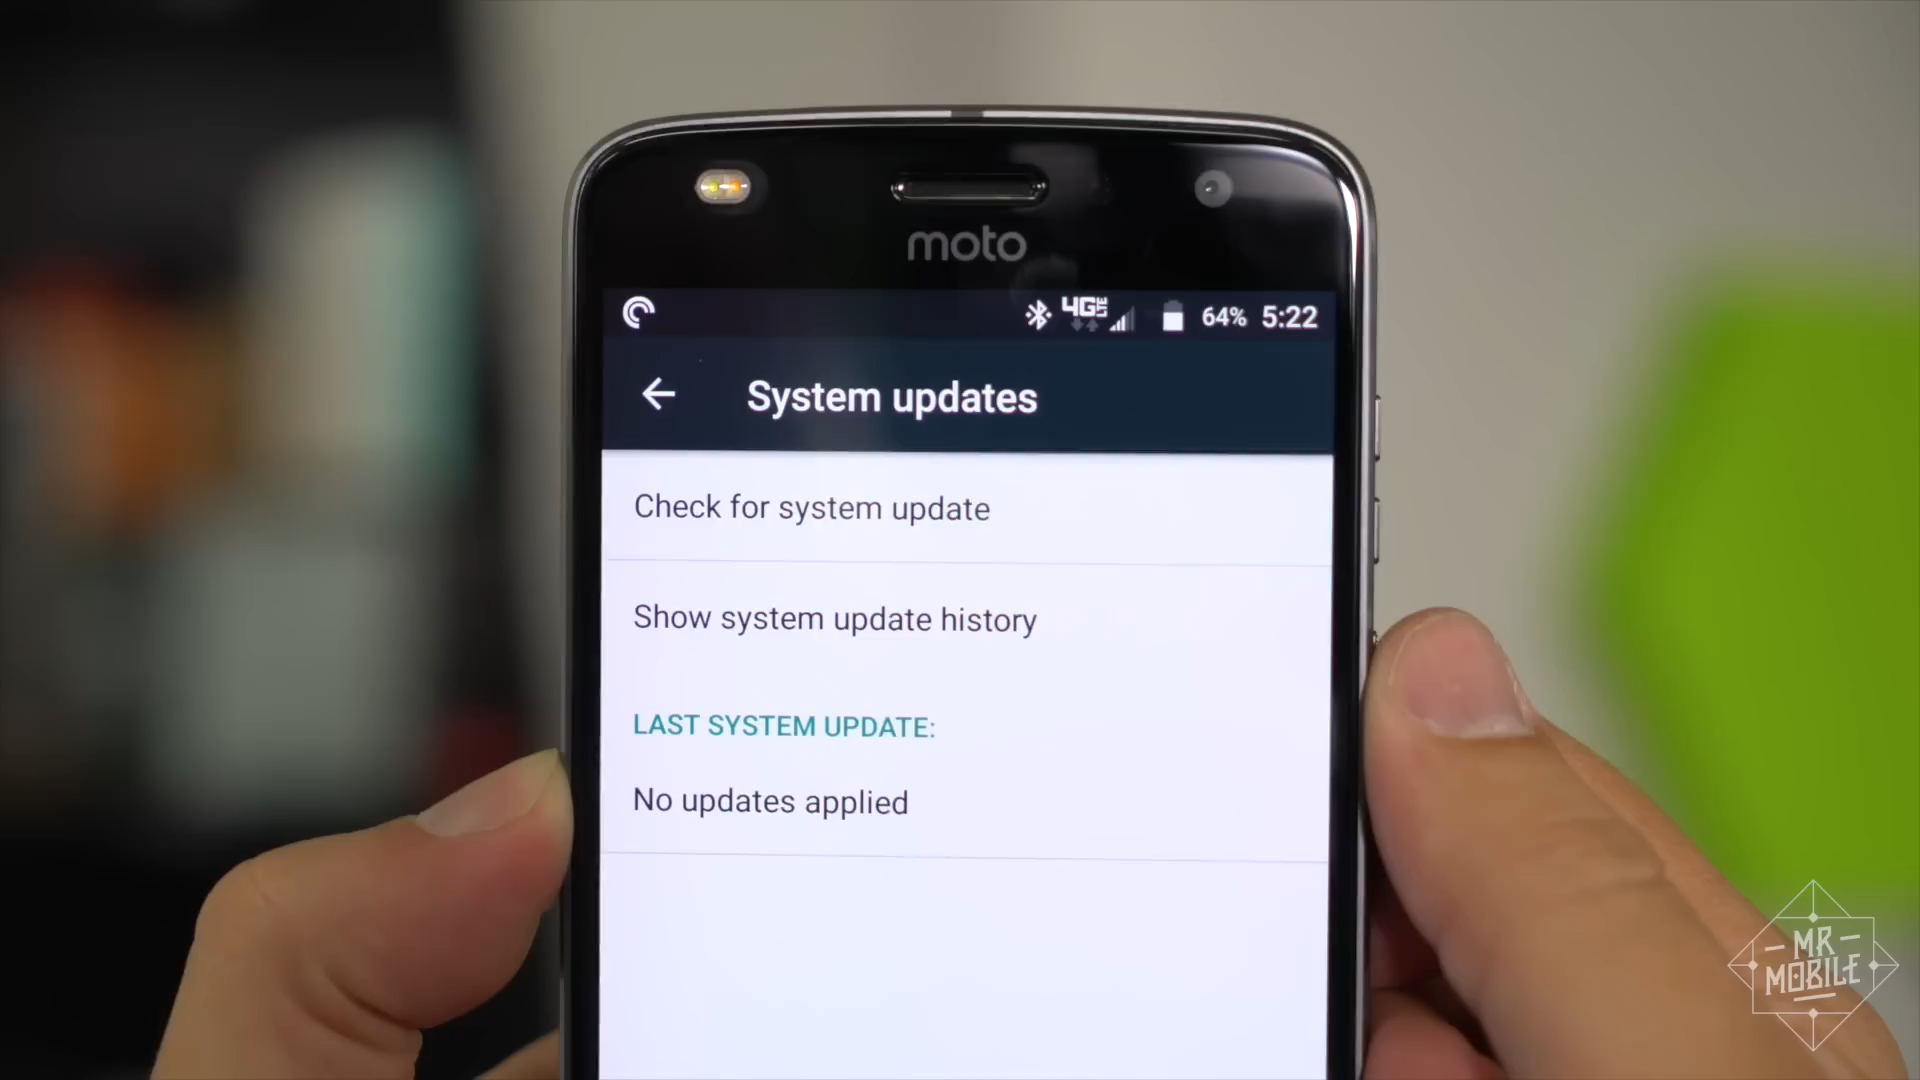 moto
4G LTE 64% 5:22
System updates
Check for system update
Show system update history
LAST SYSTEM UPDATE:
No updates applied
MR
MOBILE